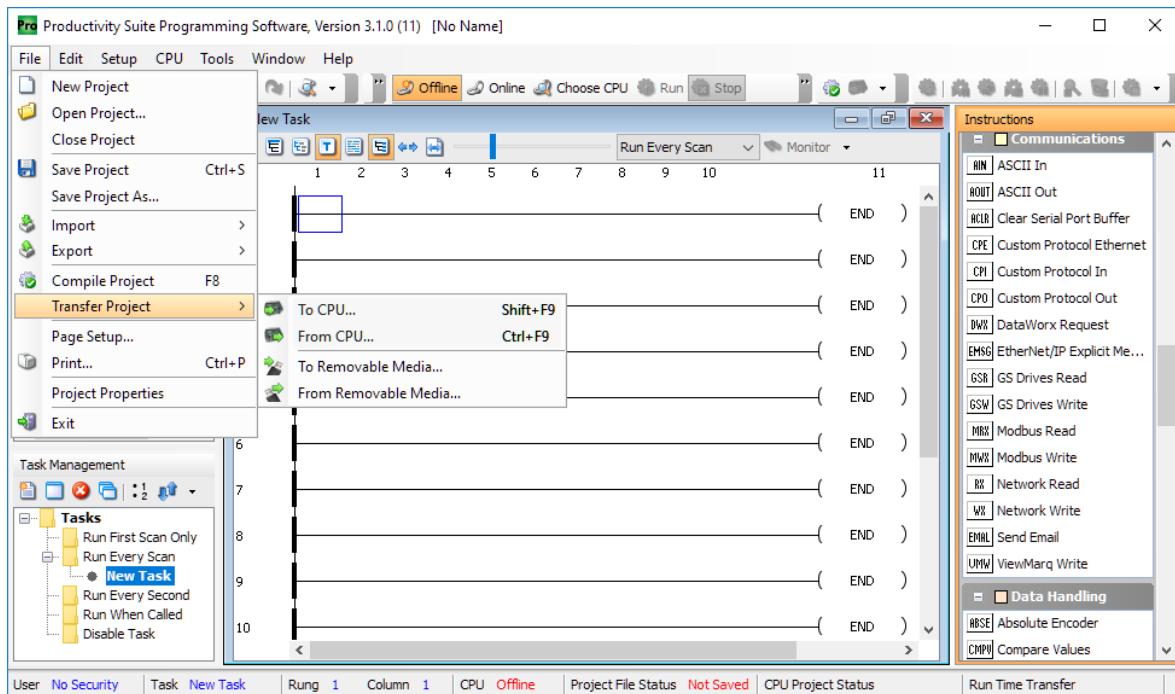 Pro Productivity Suite Programming Software, Version 3.1.0 (11) [No Name]
File Edit Setup CPU Tools Window Help
Offline Online Choose CPU Run Stop
New Project
Open Project...
Close Project
Save Project Ctrl+S
Save Project As...
Import
Export
Compile Project F8
Transfer Project
Page Setup...
Print... Ctrl+P
Project Properties
Exit
To CPU... Shift+F9
From CPU... Ctrl+F9
To Removable Media...
From Removable Media...
Task Management
Tasks
Run First Scan Only
Run Every Scan
New Task
Run Every Second
Run When Called
Disable Task
ew Task
T Run Every Scan Monitor
1 2 3 4 5 6 7 8 9 10 11
( END )
( END )
( END )
( END )
( END )
6 ( END )
7 ( END )
8 ( END )
9 ( END )
10 ( END )
Instructions
Communications
AIN ASCII In
AOUT ASCII Out
ACLR Clear Serial Port Buffer
CPE Custom Protocol Ethernet
CPI Custom Protocol In
CPO Custom Protocol Out
DWX DataWorx Request
EMSG EtherNet/IP Explicit Me...
GSR GS Drives Read
GSW GS Drives Write
MRX Modbus Read
MWX Modbus Write
RX Network Read
WX Network Write
EMAL Send Email
VMW ViewMarq Write
Data Handling
ABSE Absolute Encoder
CMPV Compare Values
User No Security Task New Task Rung 1 Column 1 CPU Offline Project File Status Not Saved CPU Project Status Run Time Transfer